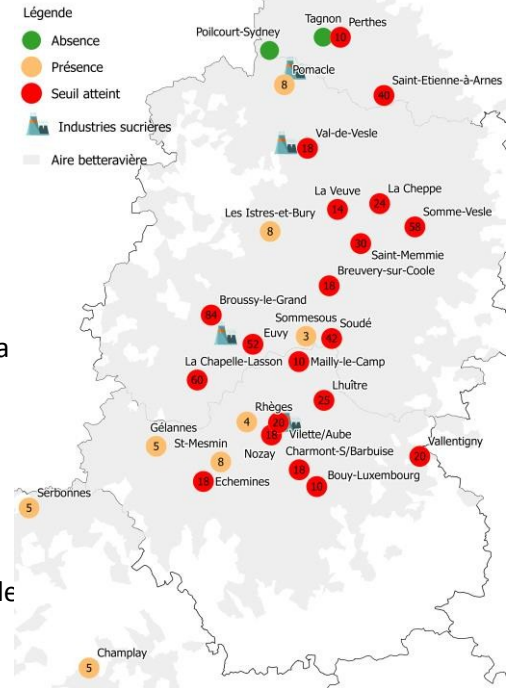 Légende
Absence
Présence
Seuil atteint
Industries sucrières
Aire betteravière
Tagnon
Perthes
10
Poilcourt-Sydney
Pomacle
8
Saint-Etienne-à-Arnes
40
Val-de-Vesle
18
La Veuve
14
La Cheppe
24
Somme-Vesle
58
Les Istres-et-Bury
8
30
Saint-Memmie
Breuvery-sur-Coole
18
Broussy-le-Grand
64
Sommesous
3
Soudé
42
Euvy
52
a
La Chapelle-Lasson
60
10
Mailly-le-Camp
Lhuître
25
Rhèges
4
20
Vilette/Aube
Gélannes
5
18
Nozay
St-Mesmin
8
Charmont-S/Barbuise
18
Vallentigny
20
18
Echemines
Bouy-Luxembourg
10
Serbonnes
5
le
Champlay
5